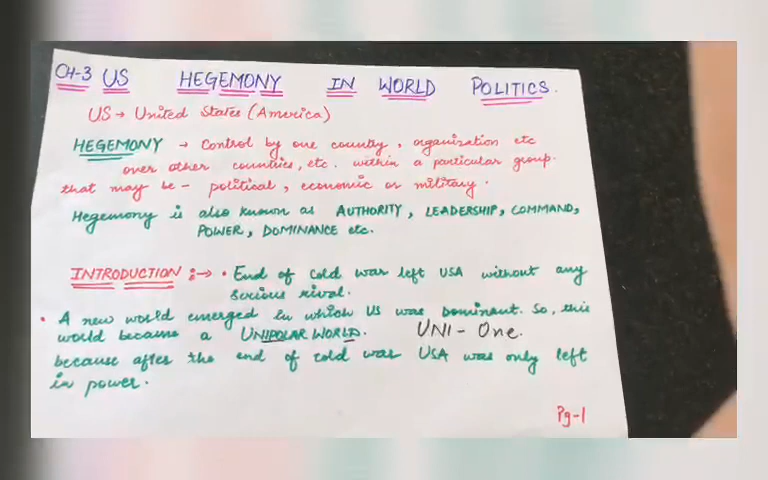 CH-3 US HEGEMONY IN WORLD POLITICS.
US → United States (America)
HEGEMONY → Control by one country, organization etc
over other countries, etc. within a particular group.
that may be - political, economic or military.
Hegemony is also known as AUTHORITY, LEADERSHIP, COMMAND,
POWER, DOMINANCE etc.
INTRODUCTION :→ • End of cold war left USA without any
serious rival.
• A new world emerged in which US was dominant. So, this
world became a UNIPOLAR WORLD. UNI - One.
because after the end of cold war USA was only left
in power.
Pg-1